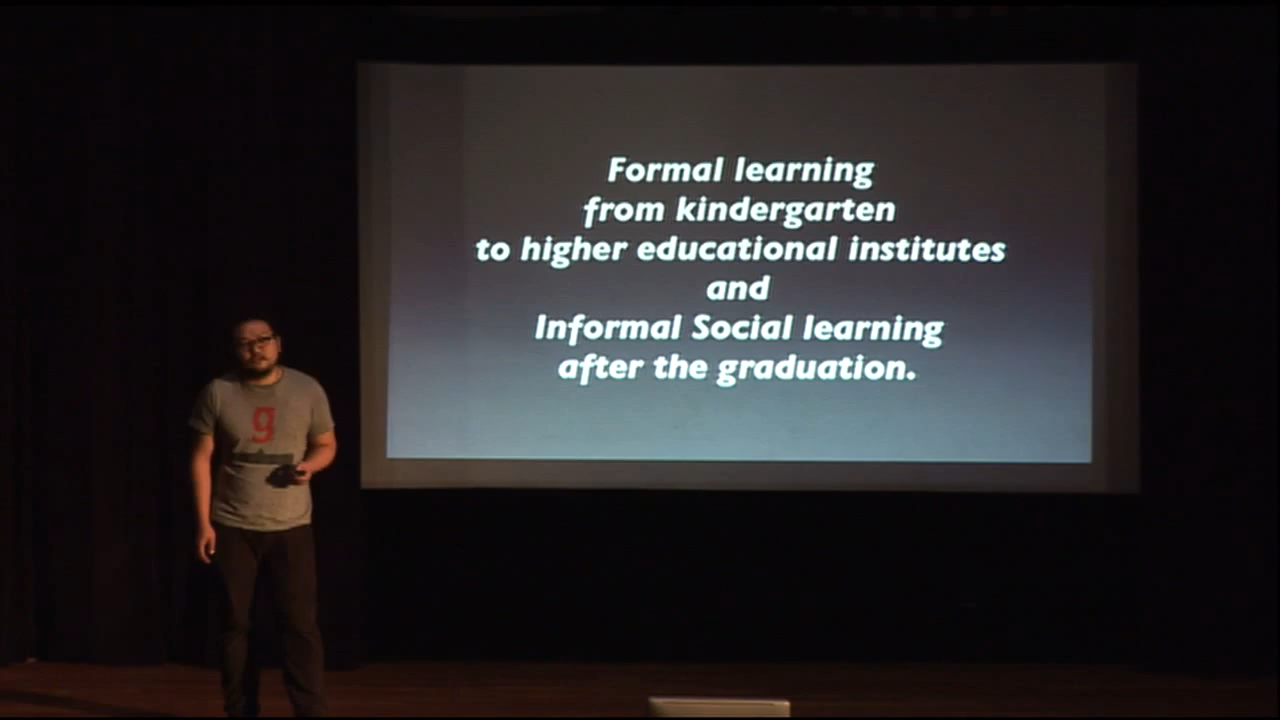 Formal learning
from kindergarten
to higher educational institutes
and
Informal Social learning
after the graduation.
g